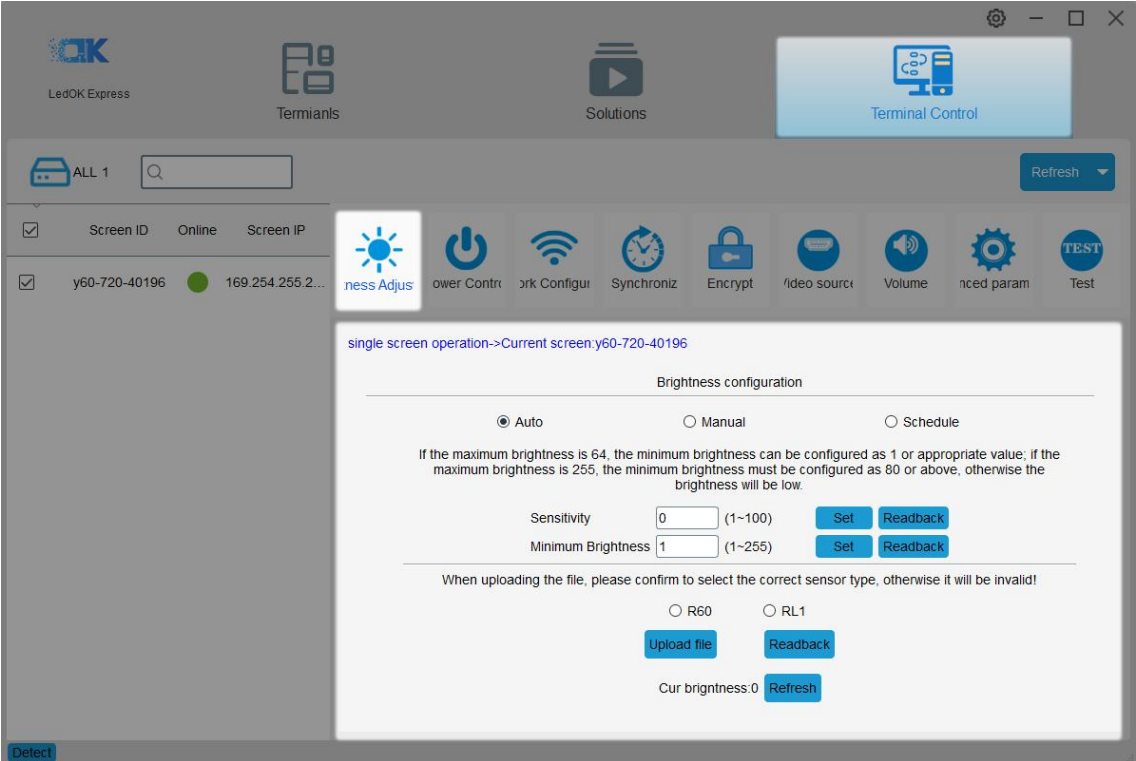 LedOK Express
Termianls
Solutions
Terminal Control
ALL 1
Refresh
Screen ID Online Screen IP
y60-720-40196 169.254.255.2...
ness Adjus
ower Contro
ork Configur
Synchroniz
Encrypt
Video source
Volume
nced param
TEST
Test
single screen operation->Current screen:y60-720-40196
Brightness configuration
Auto Manual Schedule
If the maximum brightness is 64, the minimum brightness can be configured as 1 or appropriate value; if the
maximum brightness is 255, the minimum brightness must be configured as 80 or above, otherwise the
brightness will be low.
Sensitivity 0 (1~100) Set Readback
Minimum Brightness 1 (1~255) Set Readback
When uploading the file, please confirm to select the correct sensor type, otherwise it will be invalid!
R60 RL1
Upload file Readback
Cur brigntness:0 Refresh
Detect